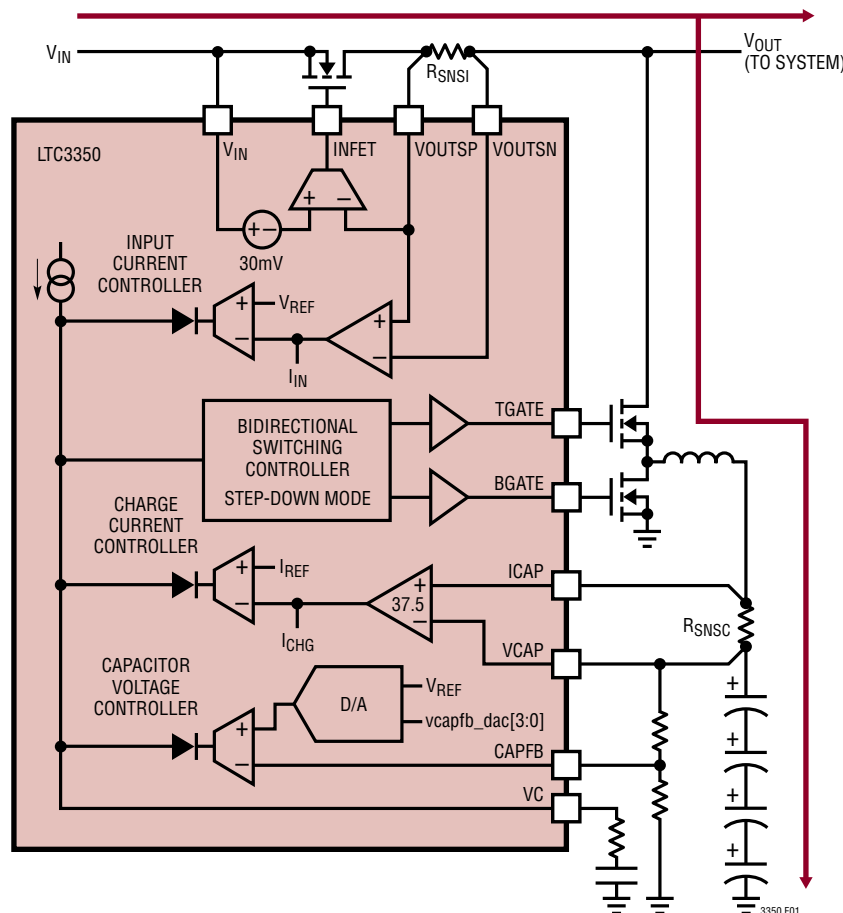 VIN
VOUT
(TO SYSTEM)
RSNSI
LTC3350
VIN
INFET
VOUTSP
VOUTSN
+ −
+ −
30mV
INPUT
CURRENT
CONTROLLER
+
−
VREF
IIN
+
−
BIDIRECTIONAL
SWITCHING
CONTROLLER
STEP-DOWN MODE
TGATE
BGATE
CHARGE
CURRENT
CONTROLLER
+
−
IREF
ICHG
+
37.5
−
ICAP
VCAP
RSNSC
CAPACITOR
VOLTAGE
CONTROLLER
+
−
D/A
VREF
vcapfb_dac[3:0]
CAPFB
VC
+
+
+
+
3350 F01